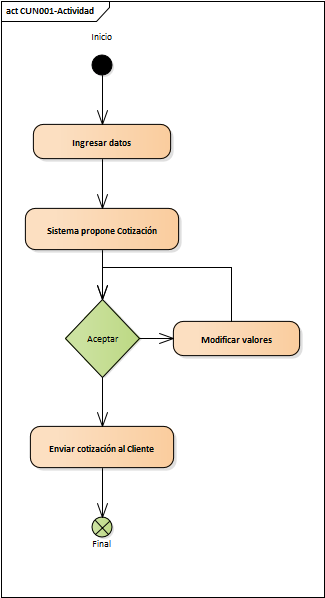 act CUN001-Actividad
Inicio
Ingresar datos
Sistema propone Cotización
Aceptar
Modificar valores
Enviar cotización al Cliente
Final